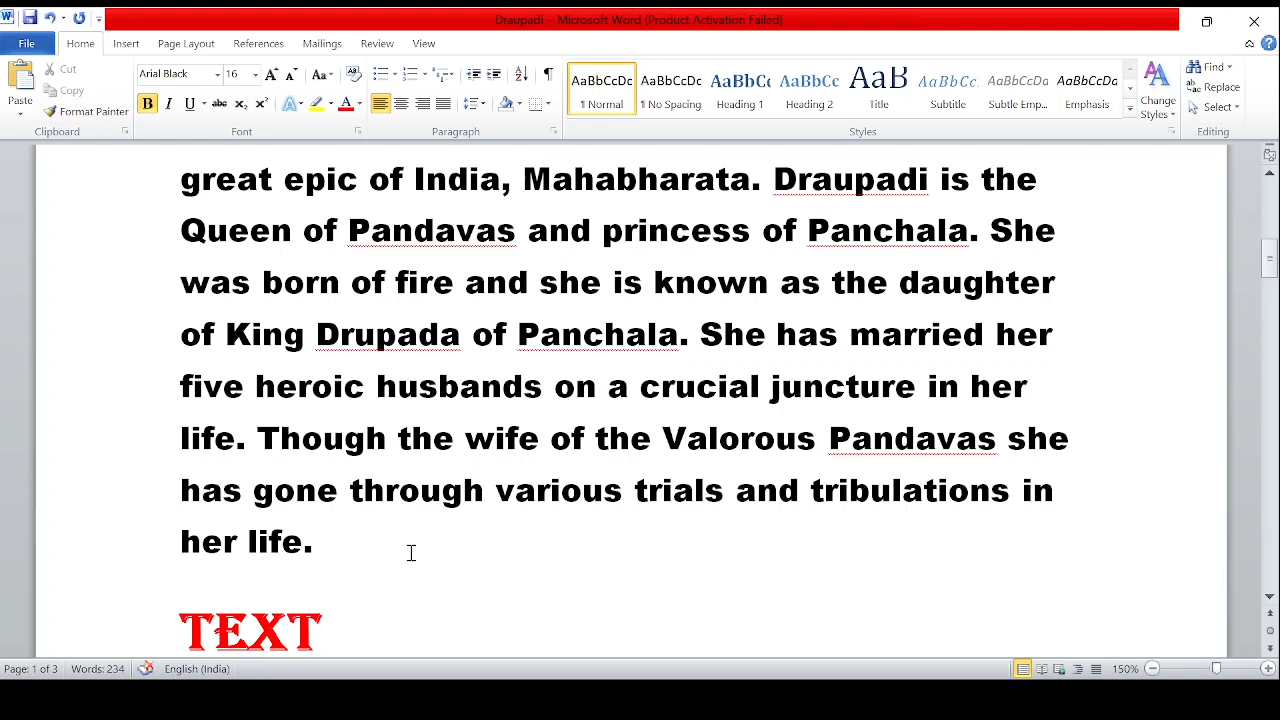 Draupadi - Microsoft Word (Product Activation Failed)
File Home Insert Page Layout References Mailings Review View
Paste
Cut
Copy
Format Painter
Clipboard
Arial Black 16
Font
Paragraph
AaBbCcDc AaBbCcDc AaBbC AaBbCc AaB AaBbCc. AaBbCcDc AaBbCcDc
¶ Normal ¶ No Spacing Heading 1 Heading 2 Title Subtitle Subtle Em... Emphasis
Change Styles
Styles
Find
Replace
Select
Editing
great epic of India, Mahabharata. Draupadi is the
Queen of Pandavas and princess of Panchala. She
was born of fire and she is known as the daughter
of King Drupada of Panchala. She has married her
five heroic husbands on a crucial juncture in her
life. Though the wife of the Valorous Pandavas she
has gone through various trials and tribulations in
her life.
TEXT
Page: 1 of 3 Words: 234 English (India) 150%